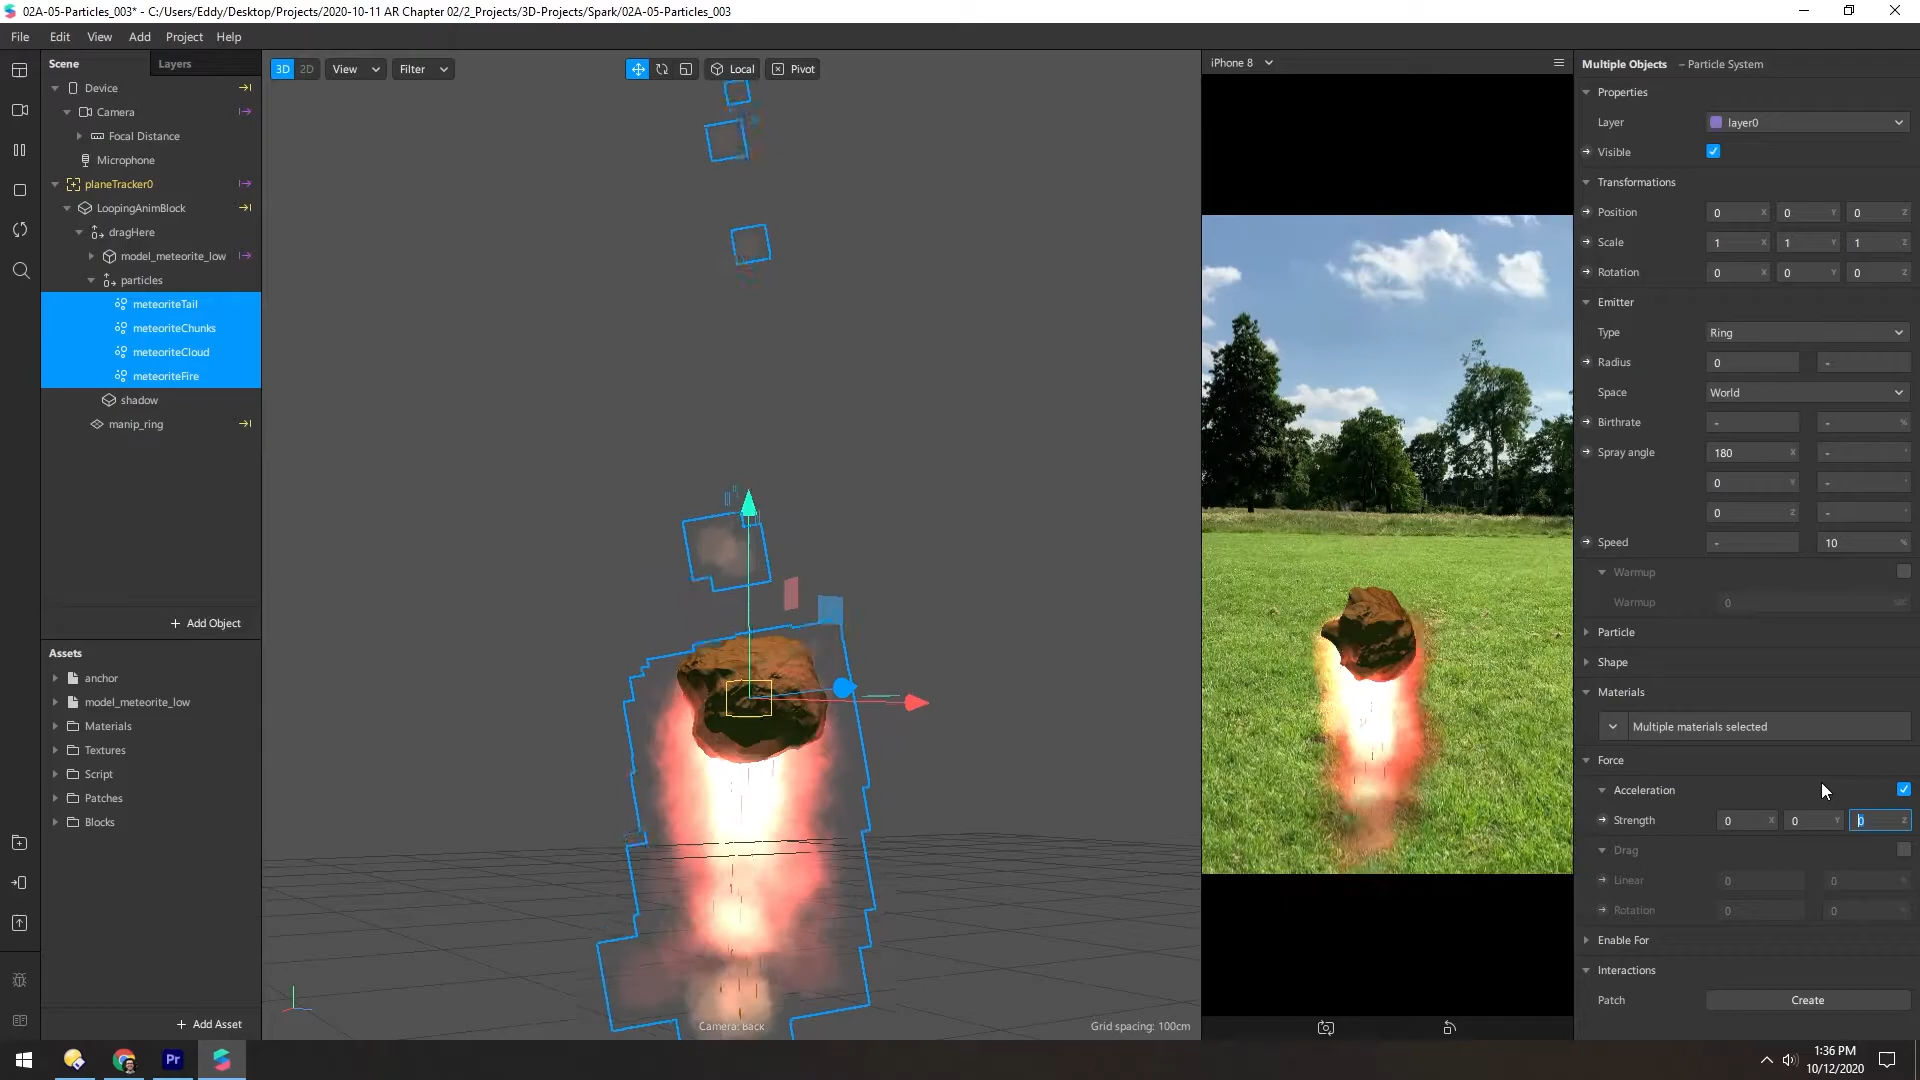 02A-05-Particles_003* - C:/Users/Eddy/Desktop/Projects/2020-10-11 AR Chapter 02/2_Projects/3D-Projects/Spark/02A-05-Particles_003
File Edit View Add Project Help
Scene Layers
Device
Camera
Focal Distance
Microphone
planeTracker0
LoopingAnimBlock
dragHere
model_meteorite_low
particles
meteoriteTail
meteoriteChunks
meteoriteCloud
meteoriteFire
shadow
manip_ring
+ Add Object
Assets
anchor
model_meteorite_low
Materials
Textures
Script
Patches
Blocks
+ Add Asset
3D 2D View Filter Local Pivot
Camera: Back
Grid spacing: 100cm
iPhone 8
Multiple Objects – Particle System
Properties
Layer layer0
Visible
Transformations
Position 0 X 0 Y 0 Z
Scale 1 X 1 Y 1 Z
Rotation 0 X 0 Y 0 Z
Emitter
Type Ring
Radius 0 -
Space World
Birthrate - - %
Spray angle 180 X - °
0 Y - °
0 Z - °
Speed - 10 %
Warmup
Warmup 0 SEC
Particle
Shape
Materials
Multiple materials selected
Force
Acceleration
Strength 0 X 0 Y 0 Z
Drag
Linear 0 0 %
Rotation 0 0 %
Enable For
Interactions
Patch Create
Pr
1:36 PM
10/12/2020